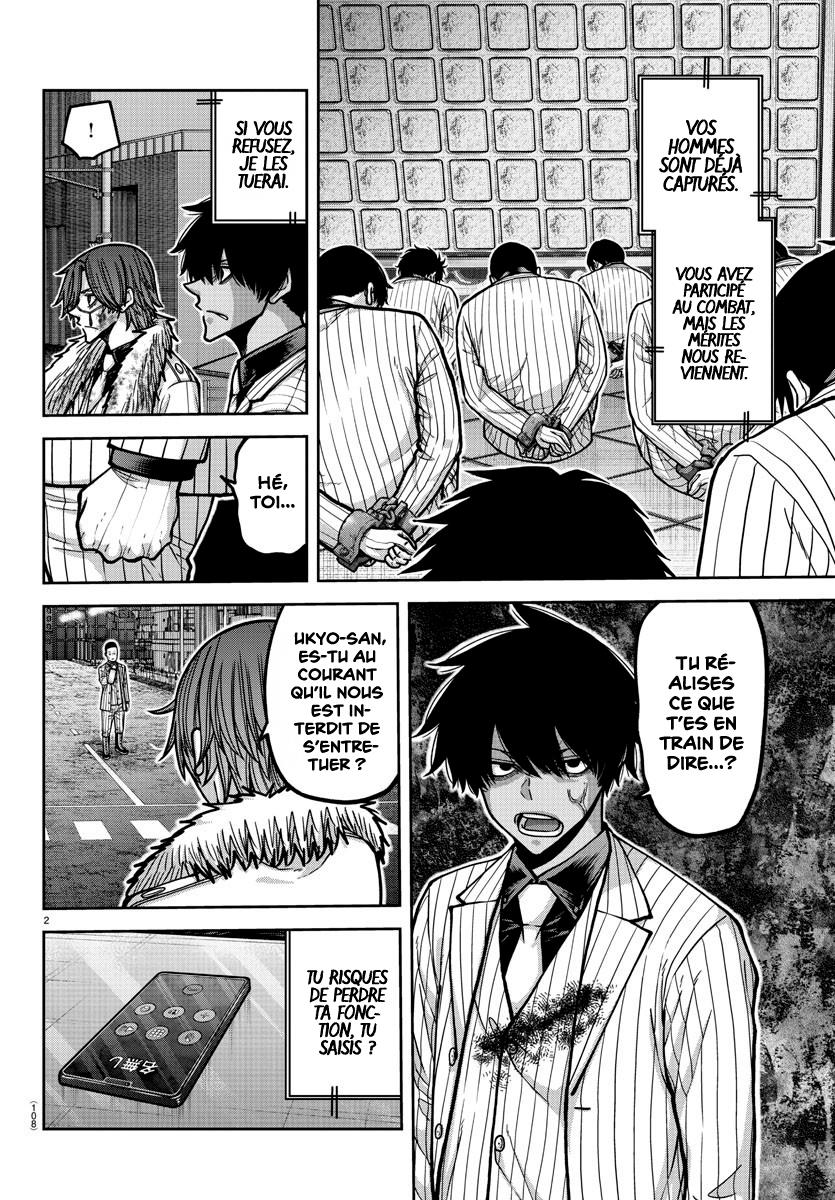 VOS
HOMMES
SONT DÉJÀ
CAPTURÉS.
VOUS AVEZ
PARTICIPÉ
AU COMBAT,
MAIS LES
MÉRITES
NOUS RE-
VIENNENT.
SI VOUS
REFUSEZ,
JE LES
TUERAI.
!
HÉ,
TOI...
TU RÉ-
ALISES
CE QUE
T'ES EN
TRAIN DE
DIRE...?
UKYO-SAN,
ES-TU AU
COURANT
QU'IL NOUS
EST IN-
TERDIT DE
S'ENTRE-
TUER ?
2
TU RISQUES
DE PERDRE
TA FONC-
TION, TU
SAISIS ?
名無し
(108)